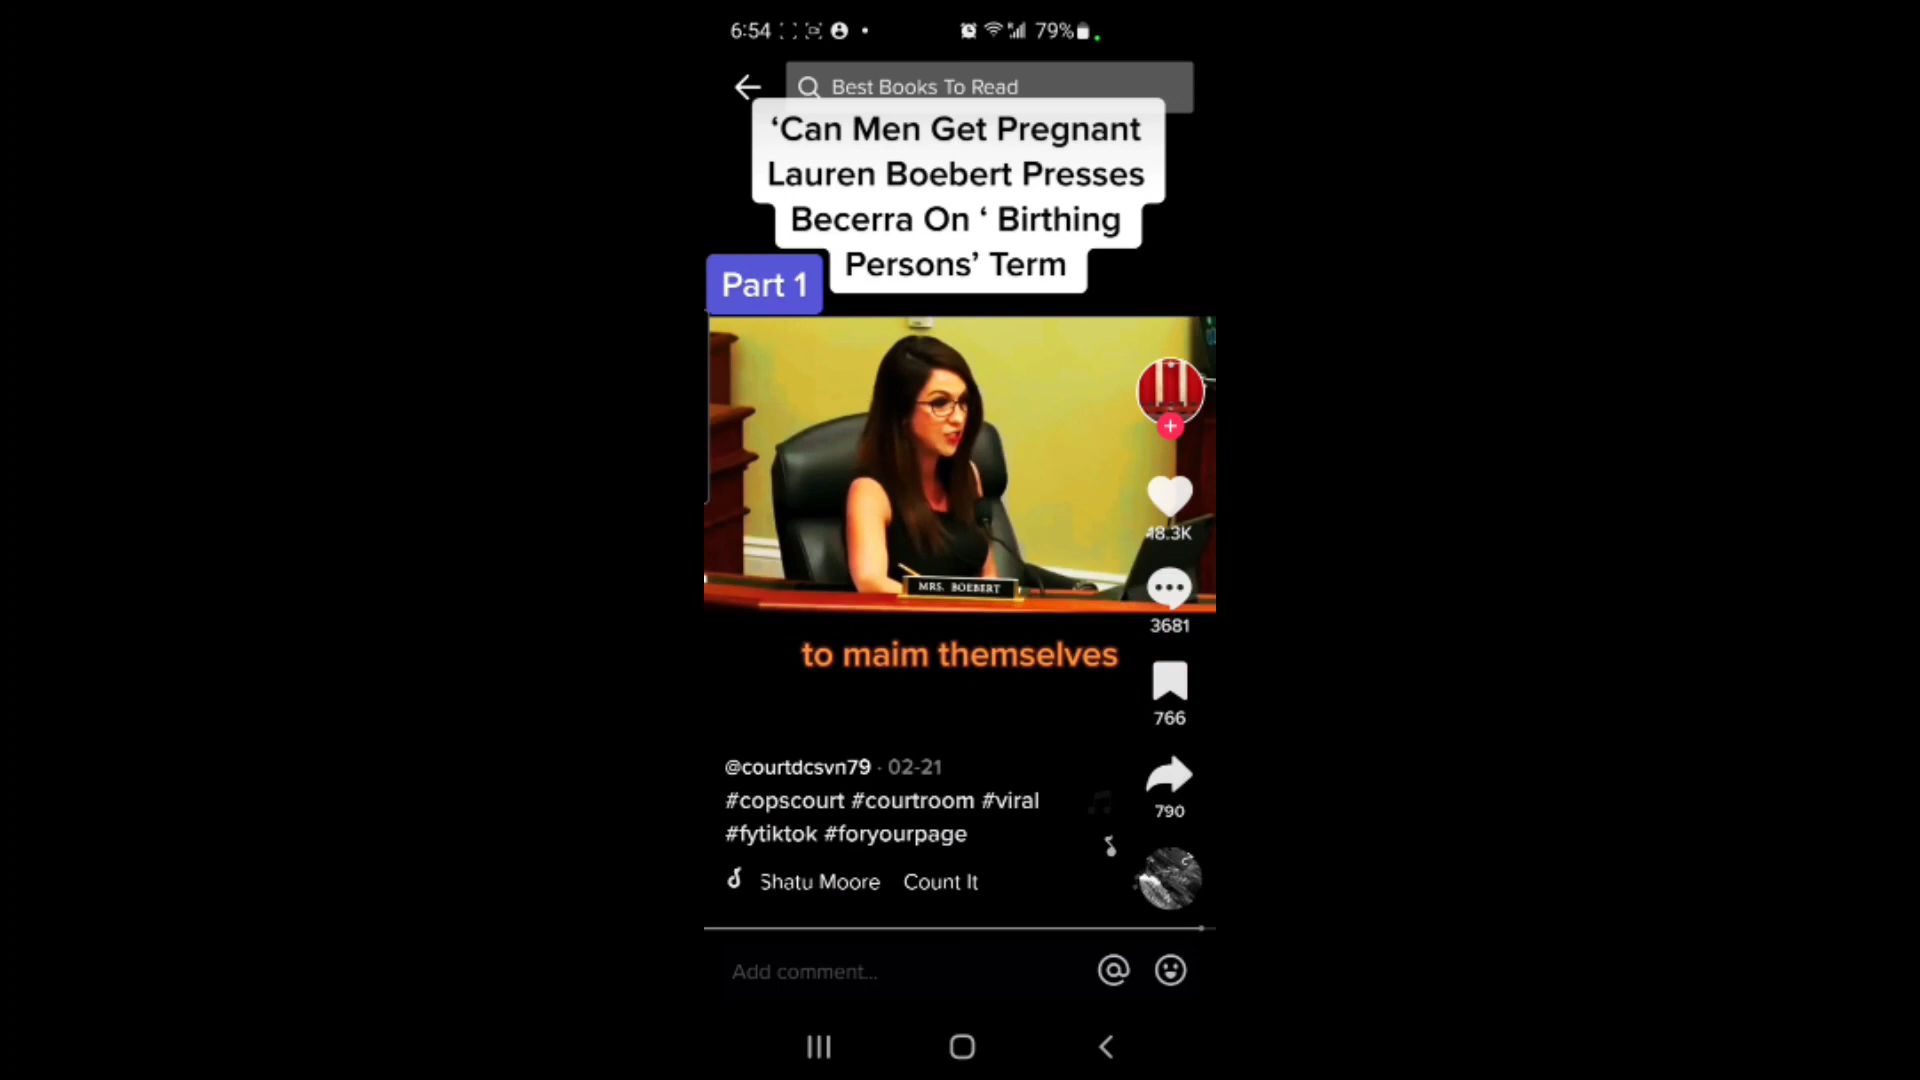 6:54
79%
Best Books To Read
‘Can Men Get Pregnant
Lauren Boebert Presses
Becerra On ‘ Birthing
Persons’ Term
Part 1
48.3K
MRS. BOEBERT
3681
to maim themselves
766
@courtdcsvn79 · 02-21
#copscourt #courtroom #viral
790
#fytiktok #foryourpage
Shatu Moore Count It
Add comment...